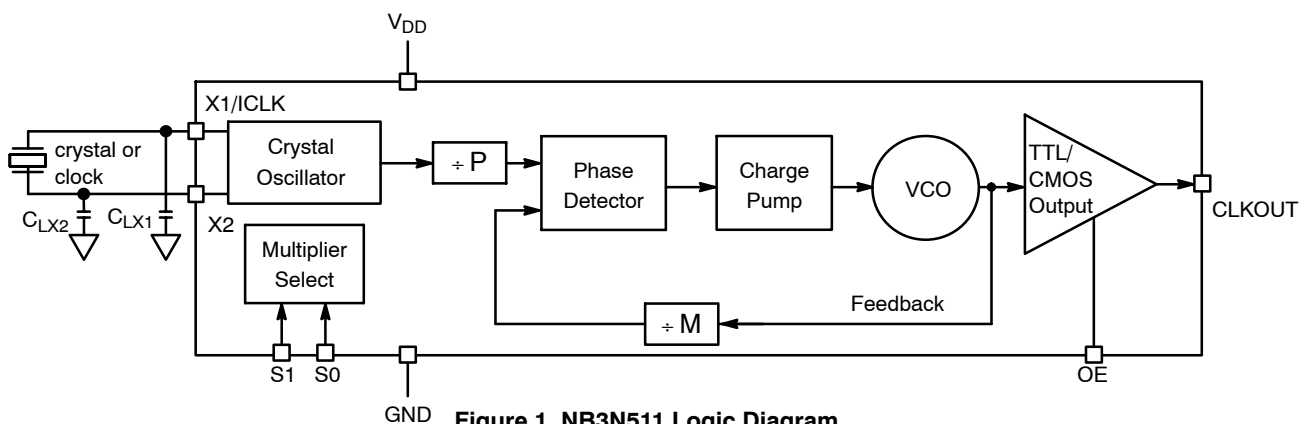 V_DD
X1/ICLK
crystal or
clock
Crystal
Oscillator
÷ P
Phase
Detector
Charge
Pump
VCO
TTL/
CMOS
Output
CLKOUT
C_LX2
C_LX1
X2
Multiplier
Select
Feedback
÷ M
S1
S0
OE
GND
Figure 1. NB3N511 Logic Diagram